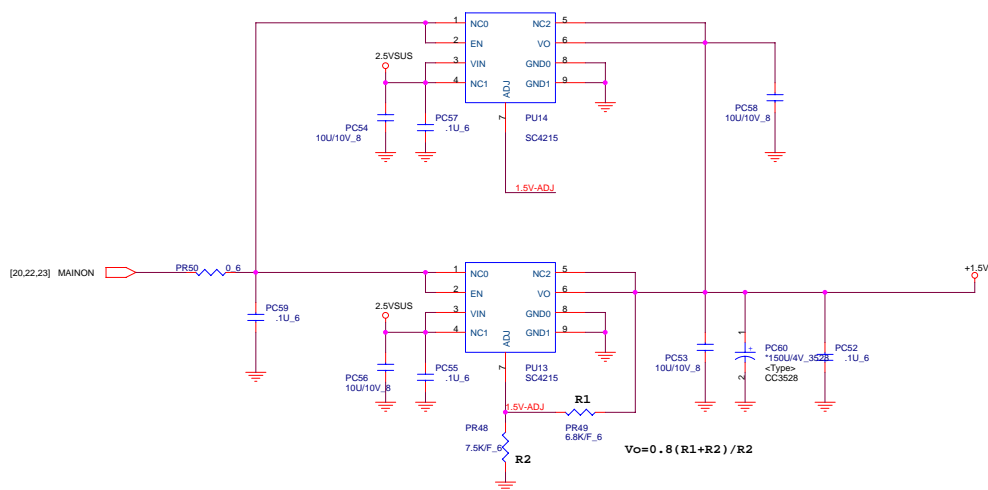 1 NC0 NC2 5
2 EN VO 6
3 VIN GND0 8
4 NC1 GND1 9
ADJ
7
2.5VSUS
PC54
10U/10V_8
PC57
.1U_6
PU14
SC4215
PC58
10U/10V_8
1.5V-ADJ
[20,22,23] MAINON
PR50 0_6
PC59
.1U_6
1 NC0 NC2 5
2 EN VO 6
3 VIN GND0 8
4 NC1 GND1 9
ADJ
7
2.5VSUS
PC56
10U/10V_8
PC55
.1U_6
PU13
SC4215
+1.5V
PC53
10U/10V_8
1
+
2
PC60
*150U/4V_3528
<Type>
CC3528
PC52
.1U_6
1.5V-ADJ
R1
PR49
6.8K/F_6
PR48
7.5K/F_6
R2
Vo=0.8(R1+R2)/R2